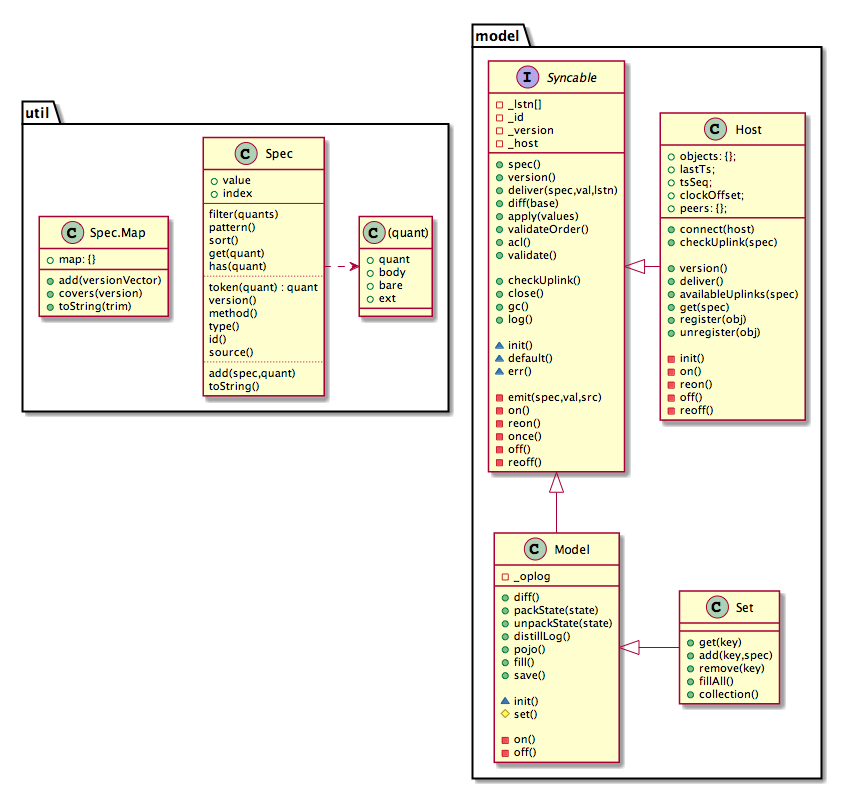 util
C Spec.Map
map: {}
add(versionVector)
covers(version)
toString(trim)
C Spec
value
index
filter(quants)
pattern()
sort()
get(quant)
has(quant)
token(quant) : quant
version()
method()
type()
id()
source()
add(spec,quant)
toString()
C (quant)
quant
body
bare
ext
model
I Syncable
_lstn[]
_id
_version
_host
spec()
version()
deliver(spec,val,lstn)
diff(base)
apply(values)
validateOrder()
acl()
validate()
checkUplink()
close()
gc()
log()
init()
default()
err()
emit(spec,val,src)
on()
reon()
once()
off()
reoff()
C Host
objects: {};
lastTs;
tsSeq;
clockOffset;
peers: {};
connect(host)
checkUplink(spec)
version()
deliver()
availableUplinks(spec)
get(spec)
register(obj)
unregister(obj)
init()
on()
reon()
off()
reoff()
C Model
_oplog
diff()
packState(state)
unpackState(state)
distillLog()
pojo()
fill()
save()
init()
set()
on()
off()
C Set
get(key)
add(key,spec)
remove(key)
fillAll()
collection()